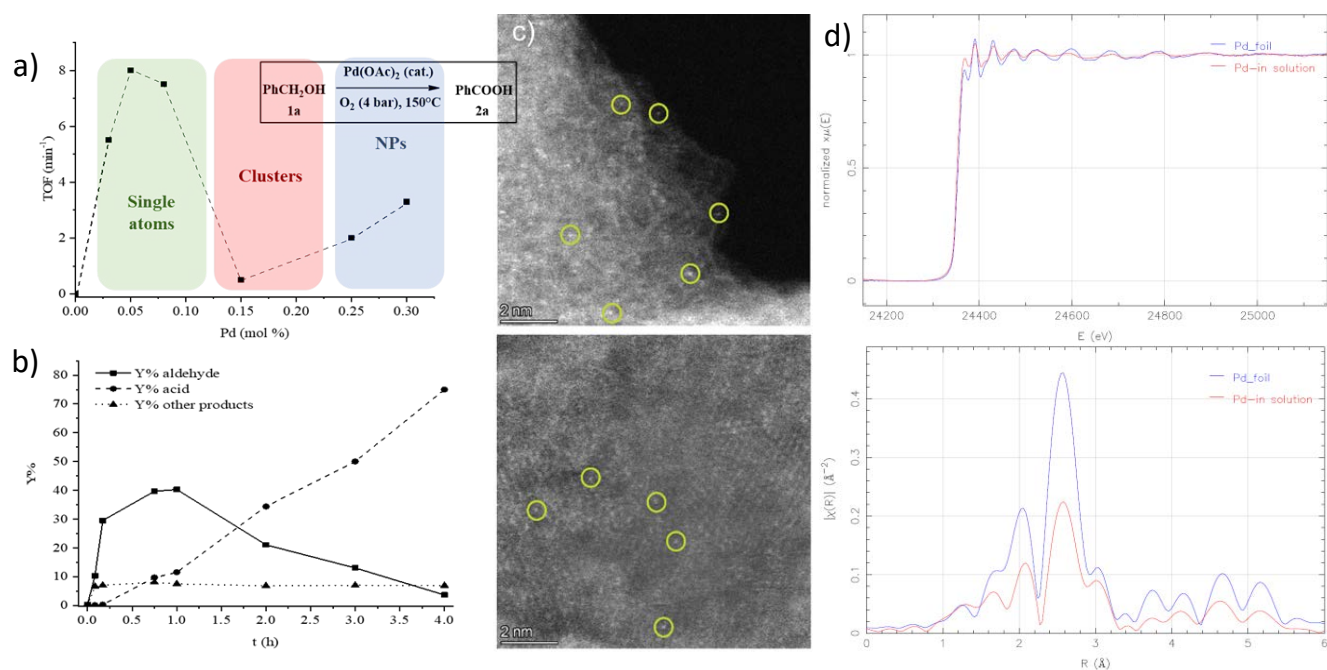 a)
TOF (min-1)
8
6
4
2
0
0.00 0.05 0.10 0.15 0.20 0.25 0.30
Pd (mol %)
Single
atoms
Clusters
NPs
PhCH2OH
1a
Pd(OAc)2 (cat.)
O2 (4 bar), 150°C
PhCOOH
2a
b)
Y% aldehyde
Y% acid
Y% other products
Y%
80
70
60
50
40
30
20
10
0
0.0 0.5 1.0 1.5 2.0 2.5 3.0 3.5 4.0
t (h)
c)
2 nm
2 nm
d)
Pd_foil
Pd-in solution
normalized xμ(E)
1
0.5
0
24200 24400 24600 24800 25000
E (eV)
Pd_foil
Pd-in solution
|χ(R)| (Å-2)
0.4
0.3
0.2
0.1
0
0 1 2 3 4 5 6
R (Å)